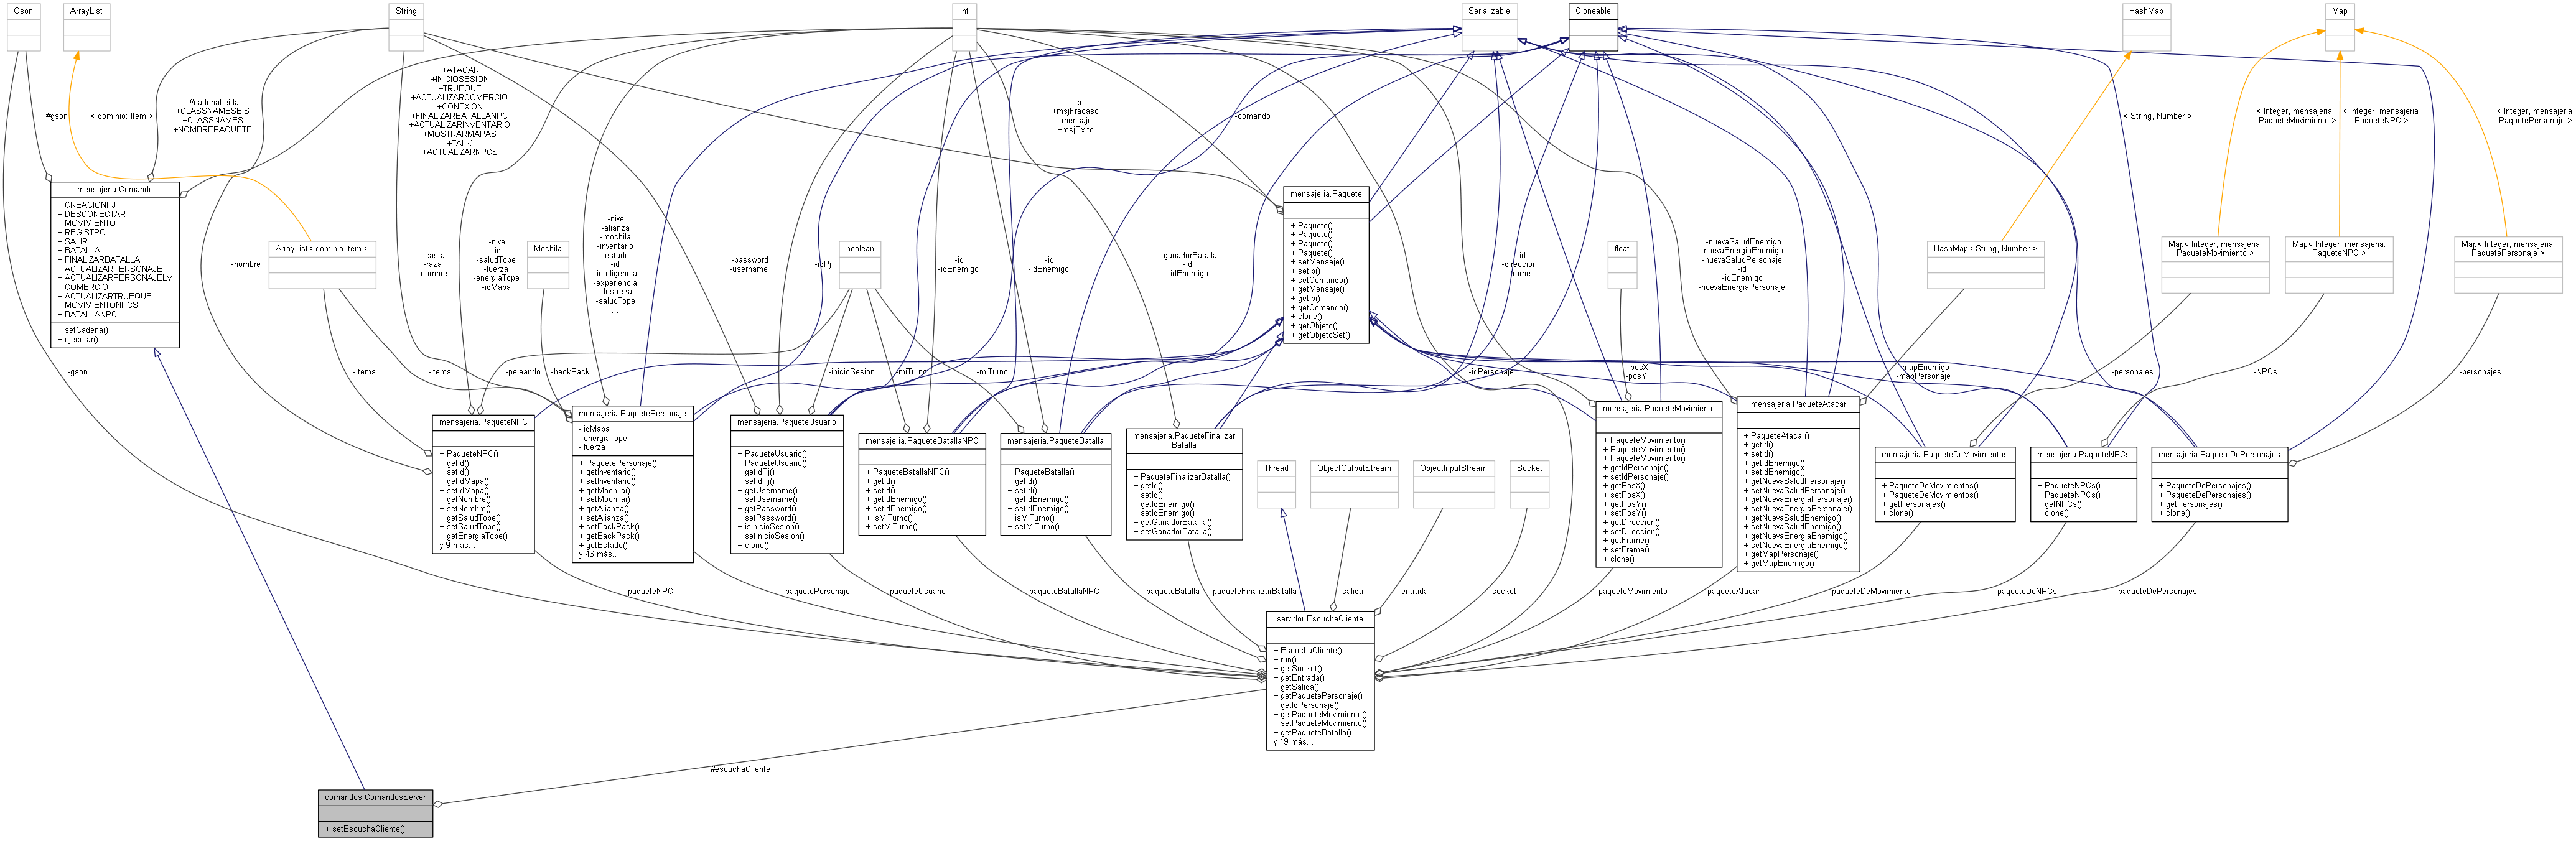 Gson
ArrayList
String
int
Serializable
Cloneable
HashMap
Map
#gson
< dominio::Item >
#cadenaLeida
+CLASSNAMESBIS
+CLASSNAMES
+NOMBREPAQUETE
+ATACAR
+INICIOSESION
+TRUEQUE
+ACTUALIZARCOMERCIO
+CONEXION
+FINALIZARBATALLANPC
+ACTUALIZARINVENTARIO
+MOSTRARMAPAS
+TALK
+ACTUALIZARNPCS
...
-ip
+msjFracaso
-mensaje
+msjExito
-comando
< String, Number >
< Integer, mensajeria
::PaqueteMovimiento >
< Integer, mensajeria
::PaqueteNPC >
< Integer, mensajeria
::PaquetePersonaje >
mensajeria.Comando
+ CREACIONPJ
+ DESCONECTAR
+ MOVIMIENTO
+ REGISTRO
+ SALIR
+ BATALLA
+ FINALIZARBATALLA
+ ACTUALIZARPERSONAJE
+ ACTUALIZARPERSONAJELV
+ COMERCIO
+ ACTUALIZARTRUEQUE
+ MOVIMIENTONPCS
+ BATALLANPC
+ setCadena()
+ ejecutar()
mensajeria.Paquete
+ Paquete()
+ Paquete()
+ Paquete()
+ Paquete()
+ setMensaje()
+ setIp()
+ setComando()
+ getMensaje()
+ getIp()
+ getComando()
+ clone()
+ getObjeto()
+ getObjetoSet()
-nombre
ArrayList< dominio.Item >
-casta
-raza
-nombre
-nivel
-id
-saludTope
-fuerza
-energiaTope
-idMapa
Mochila
-nivel
-alianza
-mochila
-inventario
-estado
-id
-inteligencia
-experiencia
-destreza
-saludTope
...
-password
-username
-idPj
boolean
-id
-idEnemigo
-id
-idEnemigo
-ganadorBatalla
-id
-idEnemigo
-id
-direccion
-frame
float
-nuevaSaludEnemigo
-nuevaEnergiaEnemigo
-nuevaSaludPersonaje
-id
-idEnemigo
-nuevaEnergiaPersonaje
HashMap< String, Number >
Map< Integer, mensajeria.
PaqueteMovimiento >
Map< Integer, mensajeria.
PaqueteNPC >
Map< Integer, mensajeria.
PaquetePersonaje >
-gson
-items
-items
-peleando
-backPack
-inicioSesion
-miTurno
-miTurno
-idPersonaje
-posX
-posY
-mapEnemigo
-mapPersonaje
-personajes
-NPCs
-personajes
mensajeria.PaqueteNPC
+ PaqueteNPC()
+ getId()
+ setId()
+ getIdMapa()
+ setIdMapa()
+ getNombre()
+ setNombre()
+ getSaludTope()
+ setSaludTope()
+ getEnergiaTope()
y 9 más...
mensajeria.PaquetePersonaje
- idMapa
- energiaTope
- fuerza
+ PaquetePersonaje()
+ getInventario()
+ setInventario()
+ getMochila()
+ setMochila()
+ getAlianza()
+ setAlianza()
+ setBackPack()
+ getBackPack()
+ getEstado()
y 46 más...
mensajeria.PaqueteUsuario
+ PaqueteUsuario()
+ PaqueteUsuario()
+ getIdPj()
+ setIdPj()
+ getUsername()
+ setUsername()
+ getPassword()
+ setPassword()
+ isInicioSesion()
+ setInicioSesion()
+ clone()
mensajeria.PaqueteBatallaNPC
+ PaqueteBatallaNPC()
+ getId()
+ setId()
+ getIdEnemigo()
+ setIdEnemigo()
+ isMiTurno()
+ setMiTurno()
mensajeria.PaqueteBatalla
+ PaqueteBatalla()
+ getId()
+ setId()
+ getIdEnemigo()
+ setIdEnemigo()
+ isMiTurno()
+ setMiTurno()
mensajeria.PaqueteFinalizar
Batalla
+ PaqueteFinalizarBatalla()
+ getId()
+ setId()
+ getIdEnemigo()
+ setIdEnemigo()
+ getGanadorBatalla()
+ setGanadorBatalla()
Thread
ObjectOutputStream
ObjectInputStream
Socket
mensajeria.PaqueteMovimiento
+ PaqueteMovimiento()
+ PaqueteMovimiento()
+ PaqueteMovimiento()
+ getIdPersonaje()
+ setIdPersonaje()
+ getPosX()
+ setPosX()
+ getPosY()
+ setPosY()
+ getDireccion()
+ setDireccion()
+ getFrame()
+ setFrame()
+ clone()
mensajeria.PaqueteAtacar
+ PaqueteAtacar()
+ getId()
+ setId()
+ getIdEnemigo()
+ setIdEnemigo()
+ getNuevaSaludPersonaje()
+ setNuevaSaludPersonaje()
+ getNuevaEnergiaPersonaje()
+ setNuevaEnergiaPersonaje()
+ getNuevaSaludEnemigo()
+ setNuevaSaludEnemigo()
+ getNuevaEnergiaEnemigo()
+ setNuevaEnergiaEnemigo()
+ getMapPersonaje()
+ getMapEnemigo()
mensajeria.PaqueteDeMovimientos
+ PaqueteDeMovimientos()
+ PaqueteDeMovimientos()
+ getPersonajes()
+ clone()
mensajeria.PaqueteNPCs
+ PaqueteNPCs()
+ PaqueteNPCs()
+ getNPCs()
+ clone()
mensajeria.PaqueteDePersonajes
+ PaqueteDePersonajes()
+ PaqueteDePersonajes()
+ getPersonajes()
+ clone()
-paqueteNPC
-paquetePersonaje
-paqueteUsuario
-paqueteBatallaNPC
-paqueteBatalla
-paqueteFinalizarBatalla
-salida
-entrada
-socket
-paqueteMovimiento
-paqueteAtacar
-paqueteDeMovimiento
-paqueteDeNPCs
-paqueteDePersonajes
servidor.EscuchaCliente
+ EscuchaCliente()
+ run()
+ getSocket()
+ getEntrada()
+ getSalida()
+ getPaquetePersonaje()
+ getIdPersonaje()
+ getPaqueteMovimiento()
+ setPaqueteMovimiento()
+ getPaqueteBatalla()
y 19 más...
#escuchaCliente
comandos.ComandosServer
+ setEscuchaCliente()